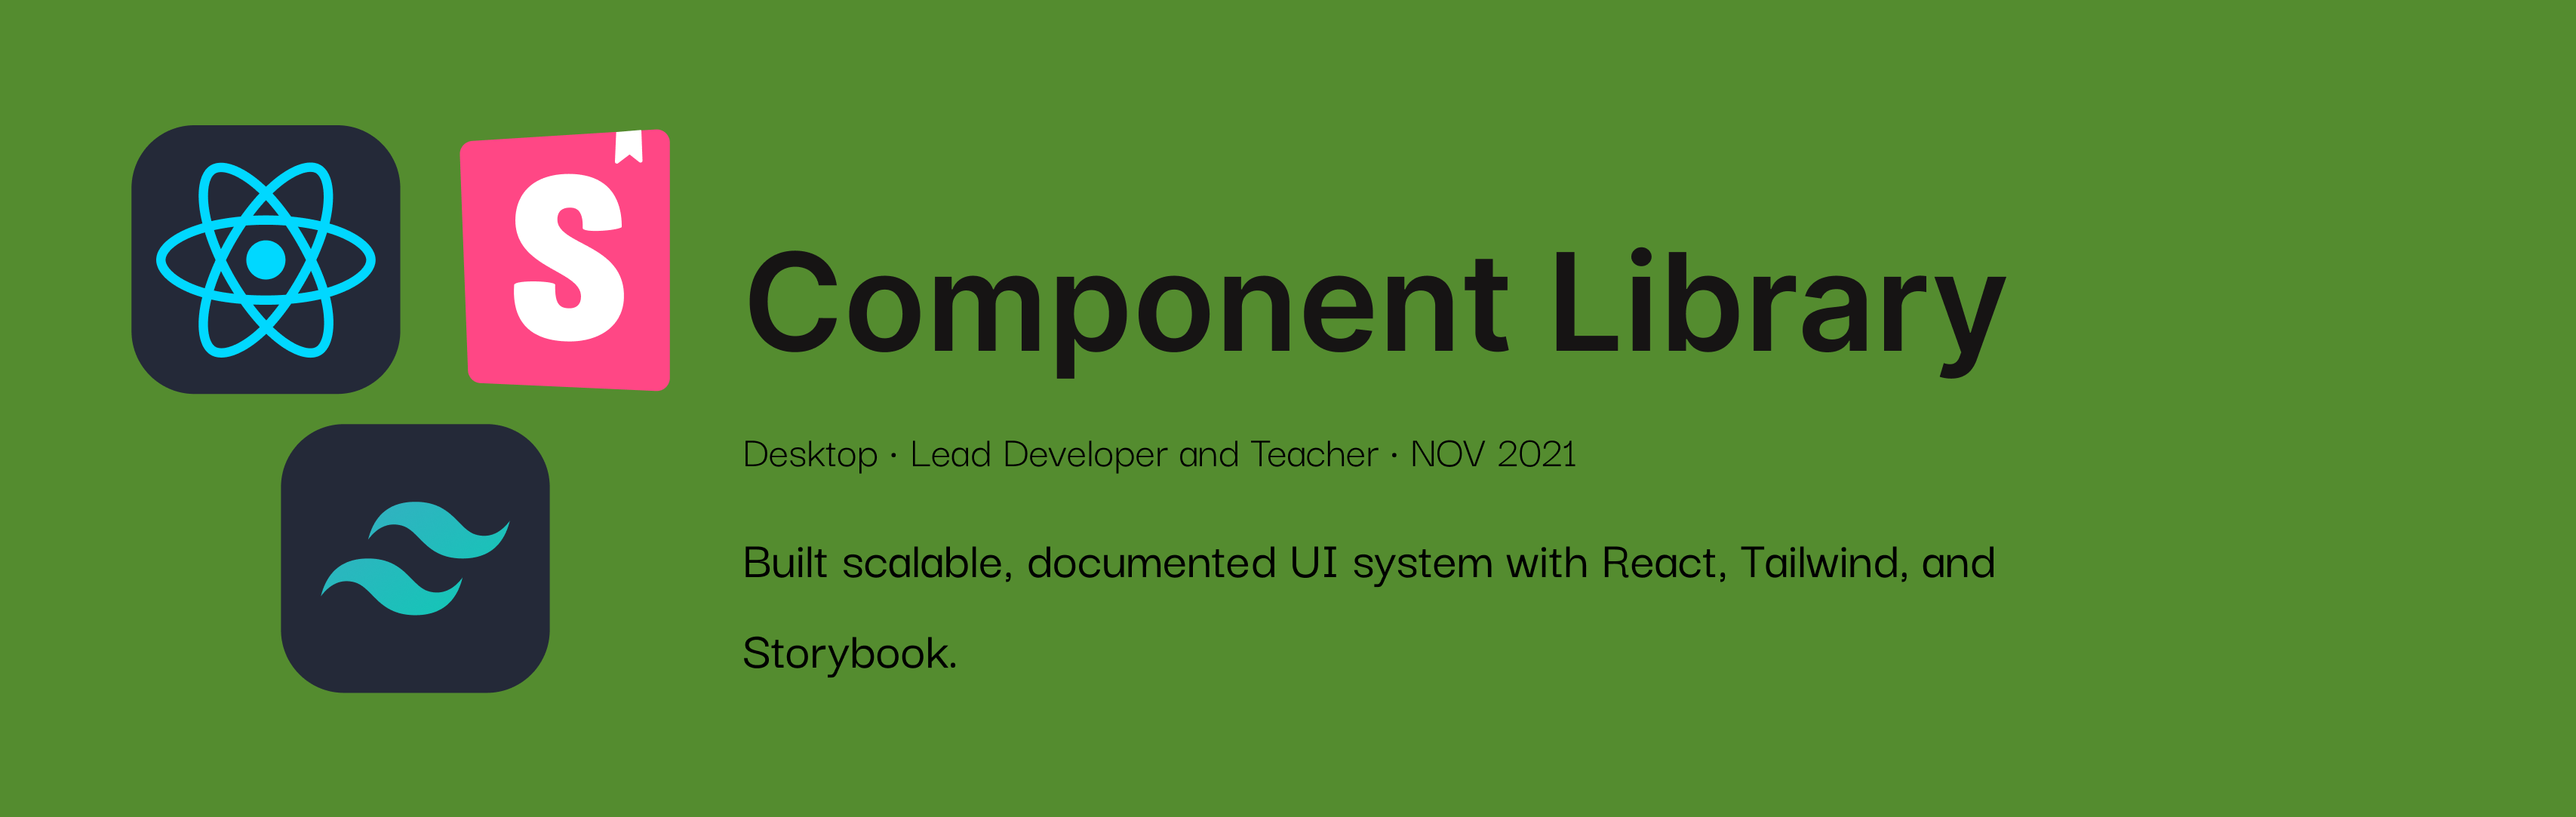 S
Component Library
Desktop · Lead Developer and Teacher · NOV 2021
Built scalable, documented UI system with React, Tailwind, and
Storybook.